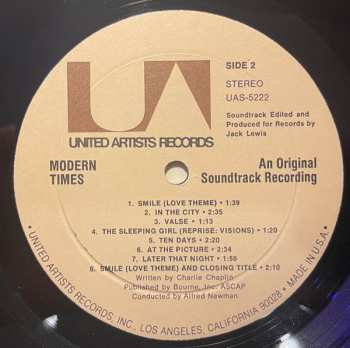 UA
SIDE 2
STEREO
UAS-5222
Soundtrack Edited and
Produced for Records by
Jack Lewis
UNITED ARTISTS RECORDS
MODERN
TIMES
An Original
Soundtrack Recording
1. SMILE (LOVE THEME) • 1:39
2. IN THE CITY • 2:35
3. VALSE • 1:13
4. THE SLEEPING GIRL (REPRISE: VISIONS) • 1:20
5. TEN DAYS • 2:20
6. AT THE PICTURE • 2:34
7. LATER THAT NIGHT • 1:56
8. SMILE (LOVE THEME) AND CLOSING TITLE • 2:10
Written by Charlie Chaplin
Published by Bourne, Inc. ASCAP
Conducted by Alfred Newman
• UNITED ARTISTS RECORDS, INC., LOS ANGELES, CALIFORNIA 90028 • MADE IN U.S.A. •